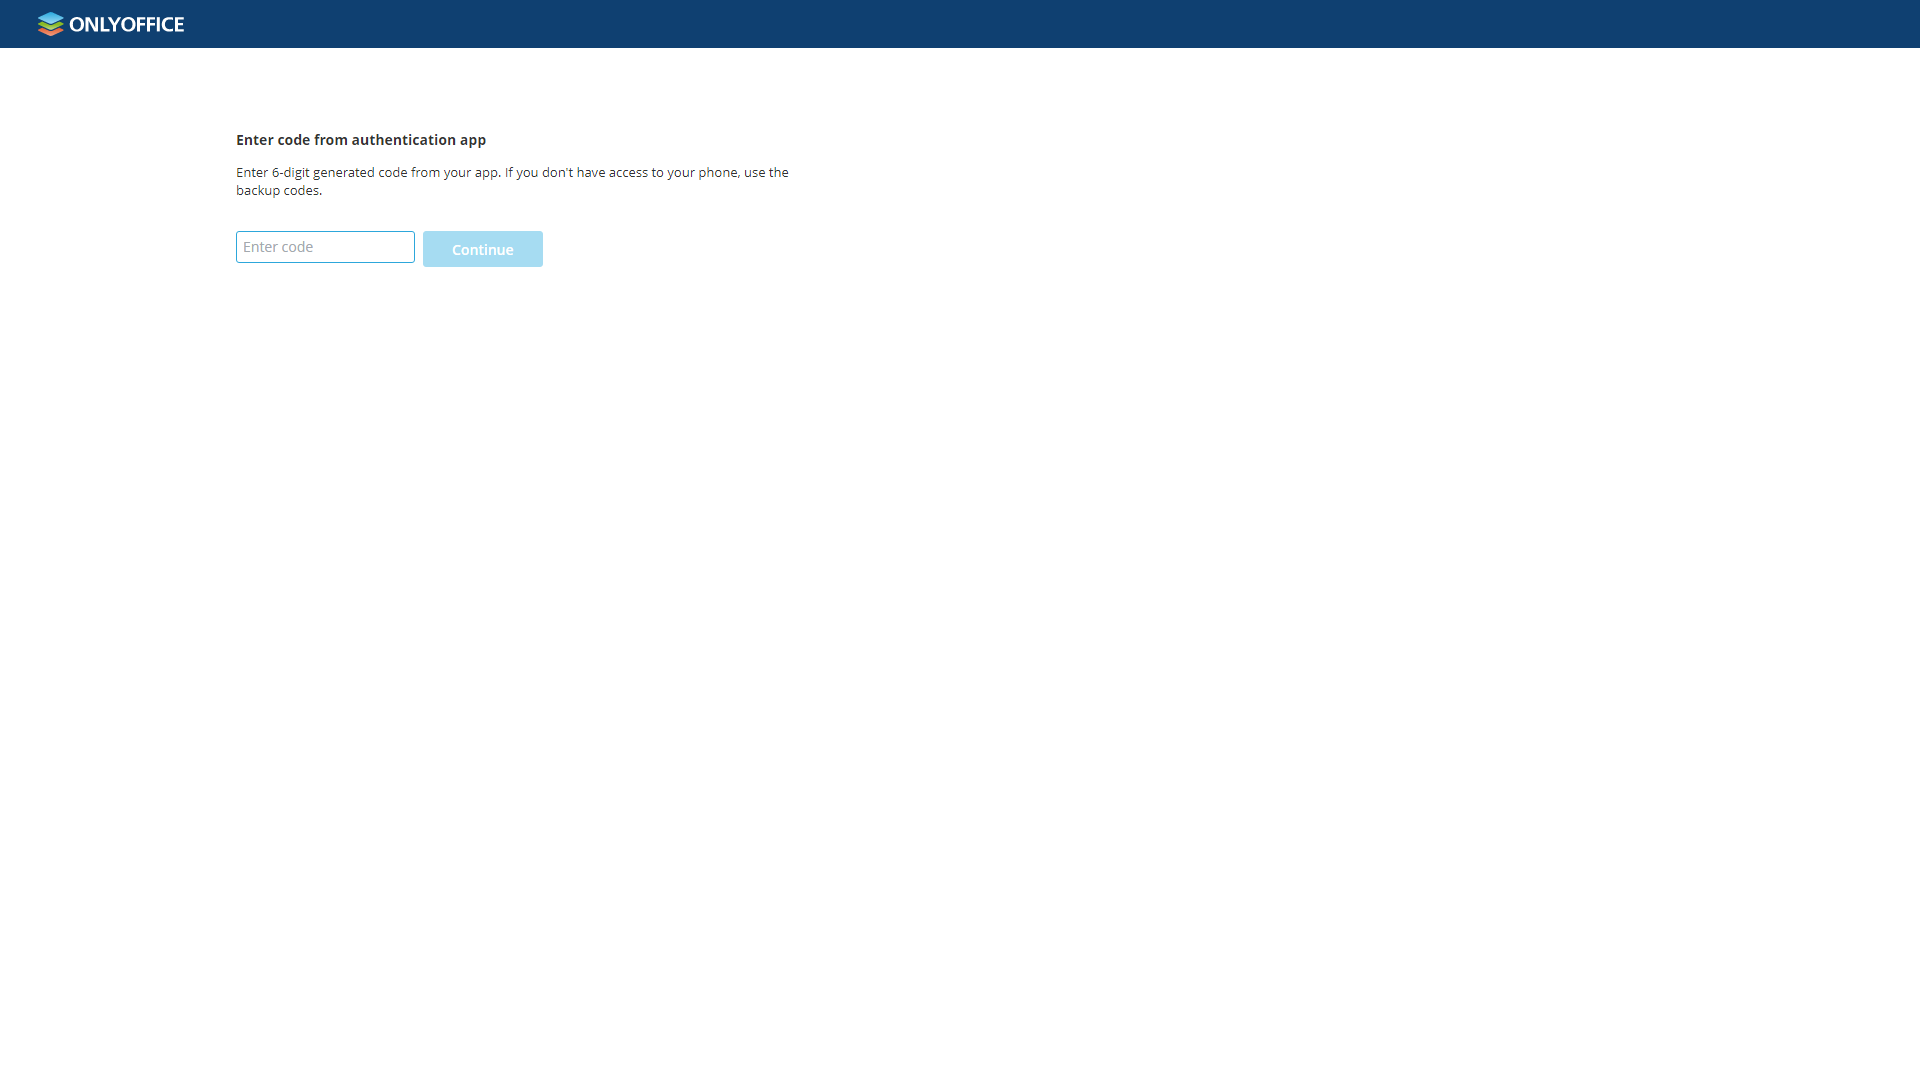 ONLYOFFICE
Enter code from authentication app
Enter 6-digit generated code from your app. If you don't have access to your phone, use the
backup codes.
Enter code
Continue